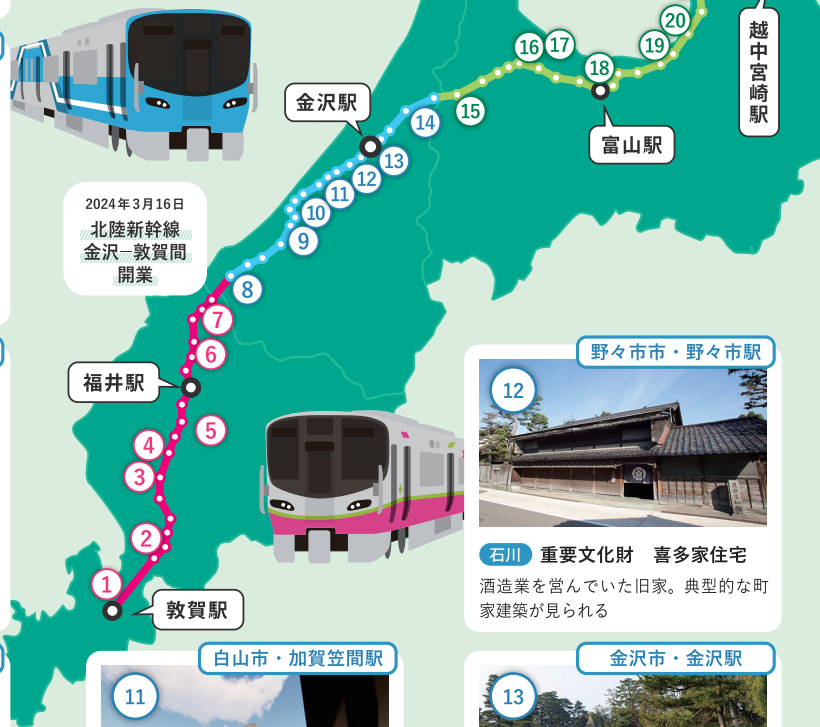 20
越中宮崎駅
16
17
19
18
金沢駅
15
14
富山駅
13
12
11
2024年3月16日
北陸新幹線
金沢―敦賀間
開業
10
9
8
7
6
福井駅
5
4
3
2
1
敦賀駅
野々市市・野々市駅
12
石川 重要文化財 喜多家住宅
酒造業を営んでいた旧家。典型的な町
家建築が見られる
白山市・加賀笠間駅
11
金沢市・金沢駅
13